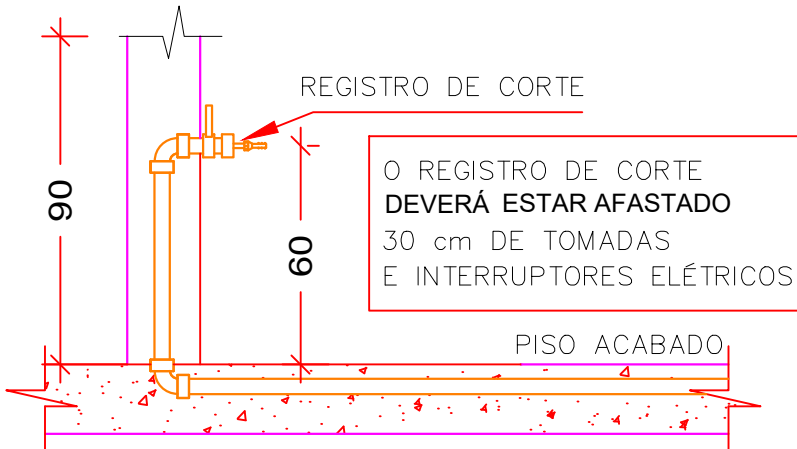 REGISTRO DE CORTE
O REGISTRO DE CORTE
DEVERÁ ESTAR AFASTADO
30 cm DE TOMADAS
E INTERRUPTORES ELÉTRICOS
90
60
PISO ACABADO